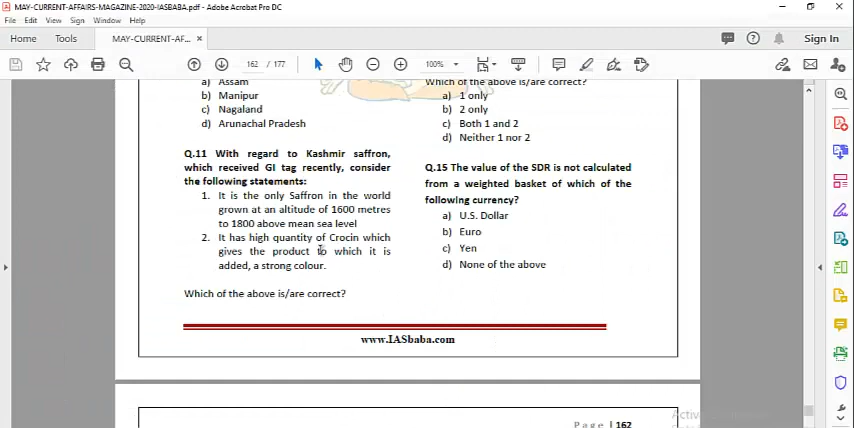 MAY-CURRENT-AFFAIRS-MAGAZINE-2020-IASBABA.pdf - Adobe Acrobat Pro DC
File Edit View Sign Window Help
Home Tools MAY-CURRENT-AF... × Sign In
162 / 177 100%
a) Assam
b) Manipur
c) Nagaland
d) Arunachal Pradesh
Q.11 With regard to Kashmir saffron,
which received GI tag recently, consider
the following statements:
1. It is the only Saffron in the world
grown at an altitude of 1600 metres
to 1800 above mean sea level
2. It has high quantity of Crocin which
gives the product to which it is
added, a strong colour.
Which of the above is/are correct?
Which of the above is/are correct?
a) 1 only
b) 2 only
c) Both 1 and 2
d) Neither 1 nor 2
Q.15 The value of the SDR is not calculated
from a weighted basket of which of the
following currency?
a) U.S. Dollar
b) Euro
c) Yen
d) None of the above
www.IASbaba.com
Page | 162